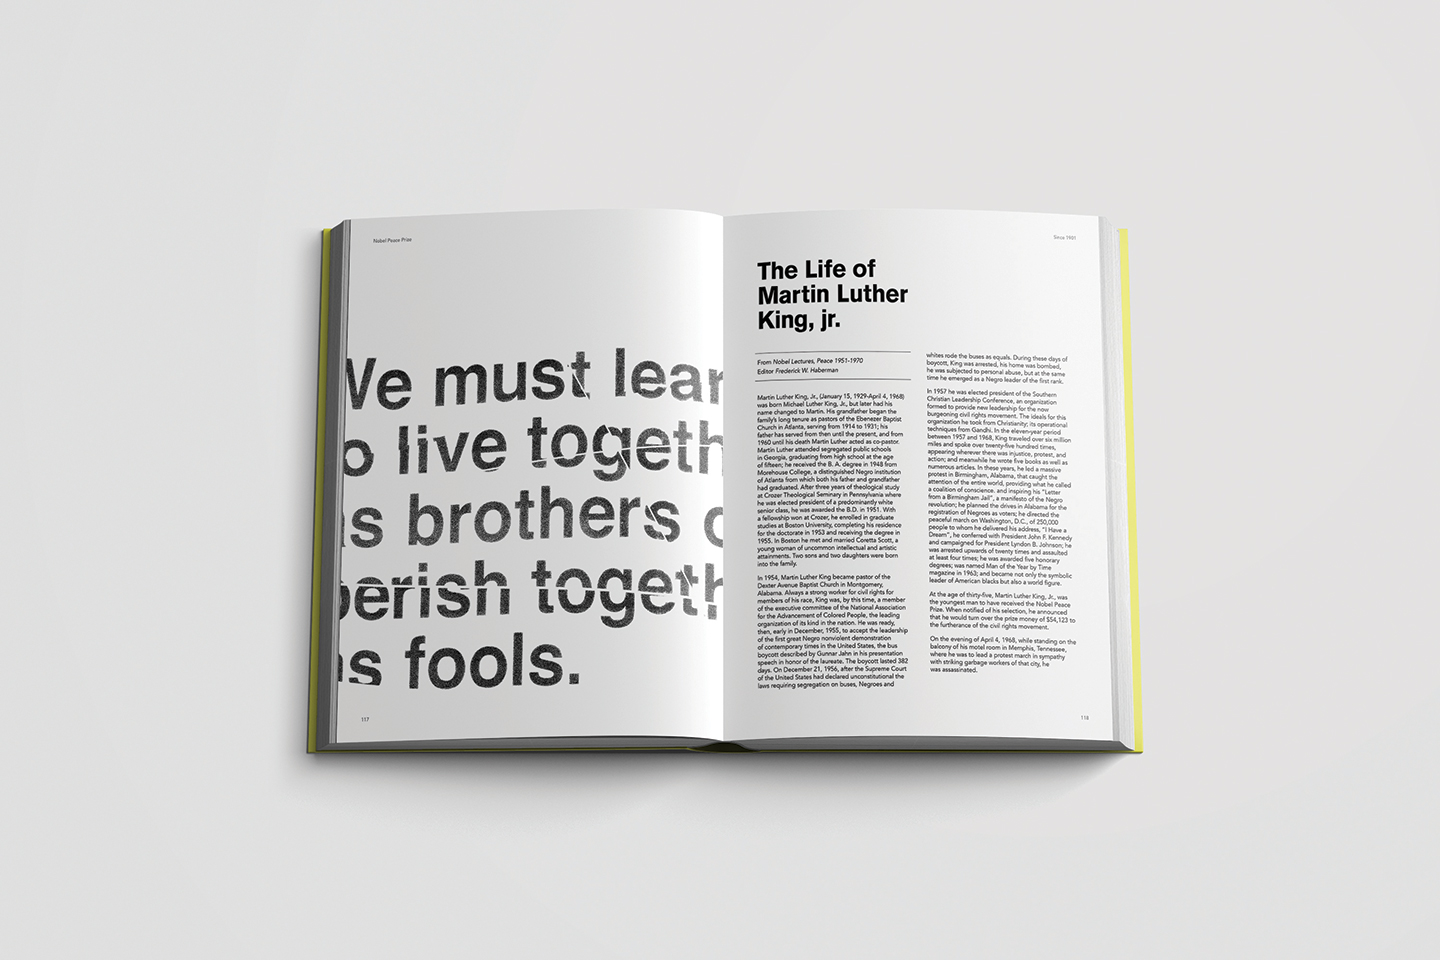 Nobel Peace Prize
We must lear
o live togeth
s brothers o
perish togeth
as fools.
117
Since 1901
The Life of
Martin Luther
King, jr.
From Nobel Lectures, Peace 1951-1970
Editor Frederick W. Haberman
Martin Luther King, Jr., (January 15, 1929-April 4, 1968)
was born Michael Luther King, Jr., but later had his
name changed to Martin. His grandfather began the
family's long tenure as pastors of the Ebenezer Baptist
Church in Atlanta, serving from 1914 to 1931; his
father has served from then until the present, and from
1960 until his death Martin Luther acted as co-pastor.
Martin Luther attended segregated public schools
in Georgia, graduating from high school at the age
of fifteen; he received the B. A. degree in 1948 from
Morehouse College, a distinguished Negro institution
of Atlanta from which both his father and grandfather
had graduated. After three years of theological study
at Crozer Theological Seminary in Pennsylvania where
he was elected president of a predominantly white
senior class, he was awarded the B.D. in 1951. With
a fellowship won at Crozer, he enrolled in graduate
studies at Boston University, completing his residence
for the doctorate in 1953 and receiving the degree in
1955. In Boston he met and married Coretta Scott, a
young woman of uncommon intellectual and artistic
attainments. Two sons and two daughters were born
into the family.
In 1954, Martin Luther King became pastor of the
Dexter Avenue Baptist Church in Montgomery,
Alabama. Always a strong worker for civil rights for
members of his race, King was, by this time, a member
of the executive committee of the National Association
for the Advancement of Colored People, the leading
organization of its kind in the nation. He was ready,
then, early in December, 1955, to accept the leadership
of the first great Negro nonviolent demonstration
of contemporary times in the United States, the bus
boycott described by Gunnar Jahn in his presentation
speech in honor of the laureate. The boycott lasted 382
days. On December 21, 1956, after the Supreme Court
of the United States had declared unconstitutional the
laws requiring segregation on buses, Negroes and
whites rode the buses as equals. During these days of
boycott, King was arrested, his home was bombed,
he was subjected to personal abuse, but at the same
time he emerged as a Negro leader of the first rank.
In 1957 he was elected president of the Southern
Christian Leadership Conference, an organization
formed to provide new leadership for the now
burgeoning civil rights movement. The ideals for this
organization he took from Christianity; its operational
techniques from Gandhi. In the eleven-year period
between 1957 and 1968, King traveled over six million
miles and spoke over twenty-five hundred times,
appearing wherever there was injustice, protest, and
action; and meanwhile he wrote five books as well as
numerous articles. In these years, he led a massive
protest in Birmingham, Alabama, that caught the
attention of the entire world, providing what he called
a coalition of conscience. and inspiring his "Letter
from a Birmingham Jail", a manifesto of the Negro
revolution; he planned the drives in Alabama for the
registration of Negroes as voters; he directed the
peaceful march on Washington, D.C., of 250,000
people to whom he delivered his address, "I Have a
Dream", he conferred with President John F. Kennedy
and campaigned for President Lyndon B. Johnson; he
was arrested upwards of twenty times and assaulted
at least four times; he was awarded five honorary
degrees; was named Man of the Year by Time
magazine in 1963; and became not only the symbolic
leader of American blacks but also a world figure.
At the age of thirty-five, Martin Luther King, Jr., was
the youngest man to have received the Nobel Peace
Prize. When notified of his selection, he announced
that he would turn over the prize money of $54,123 to
the furtherance of the civil rights movement.
On the evening of April 4, 1968, while standing on the
balcony of his motel room in Memphis, Tennessee,
where he was to lead a protest march in sympathy
with striking garbage workers of that city, he
was assassinated.
118